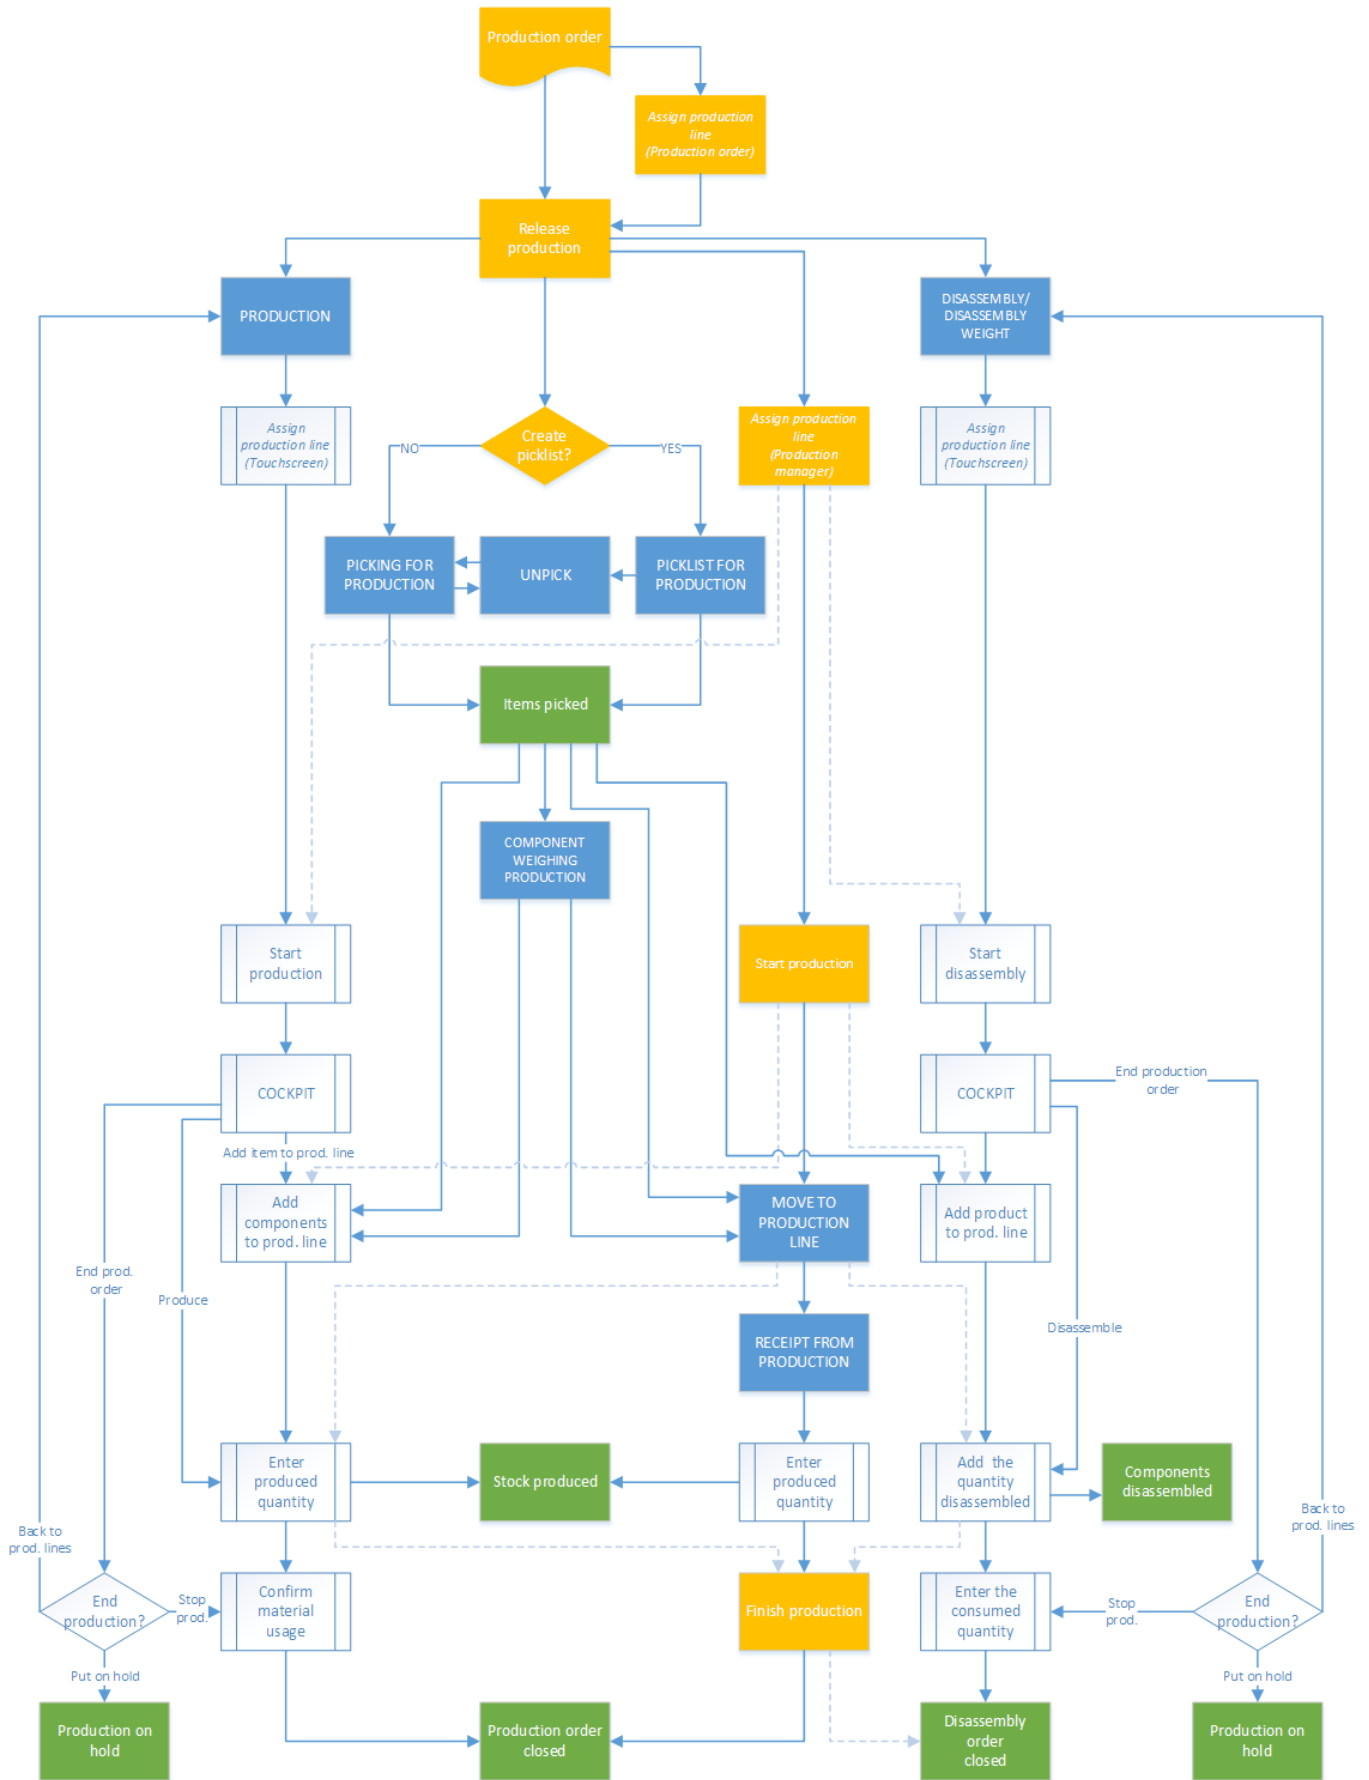 Production order
Assign production
line
(Production order)
Release
production
PRODUCTION
DISASSEMBLY/
DISASSEMBLY
WEIGHT
Assign
production line
(Touchscreen)
Create
picklist?
NO
YES
Assign production
line
(Production
manager)
Assign
production line
(Touchscreen)
PICKING FOR
PRODUCTION
UNPICK
PICKLIST FOR
PRODUCTION
Items picked
COMPONENT
WEIGHING
PRODUCTION
Start
production
Start production
Start
disassembly
COCKPIT
COCKPIT
End production
order
Add item to prod. line
Add
components
to prod. line
MOVE TO
PRODUCTION
LINE
Add product
to prod. line
End prod.
order
Produce
Disassemble
RECEIPT FROM
PRODUCTION
Enter
produced
quantity
Stock produced
Enter
produced
quantity
Add the
quantity
disassembled
Components
disassembled
Back to
prod. lines
Back to
prod. lines
End
production?
Stop
prod.
Confirm
material
usage
Finish production
Enter the
consumed
quantity
Stop
prod.
End
production?
Put on hold
Put on hold
Production on
hold
Production order
closed
Disassembly
order
closed
Production on
hold